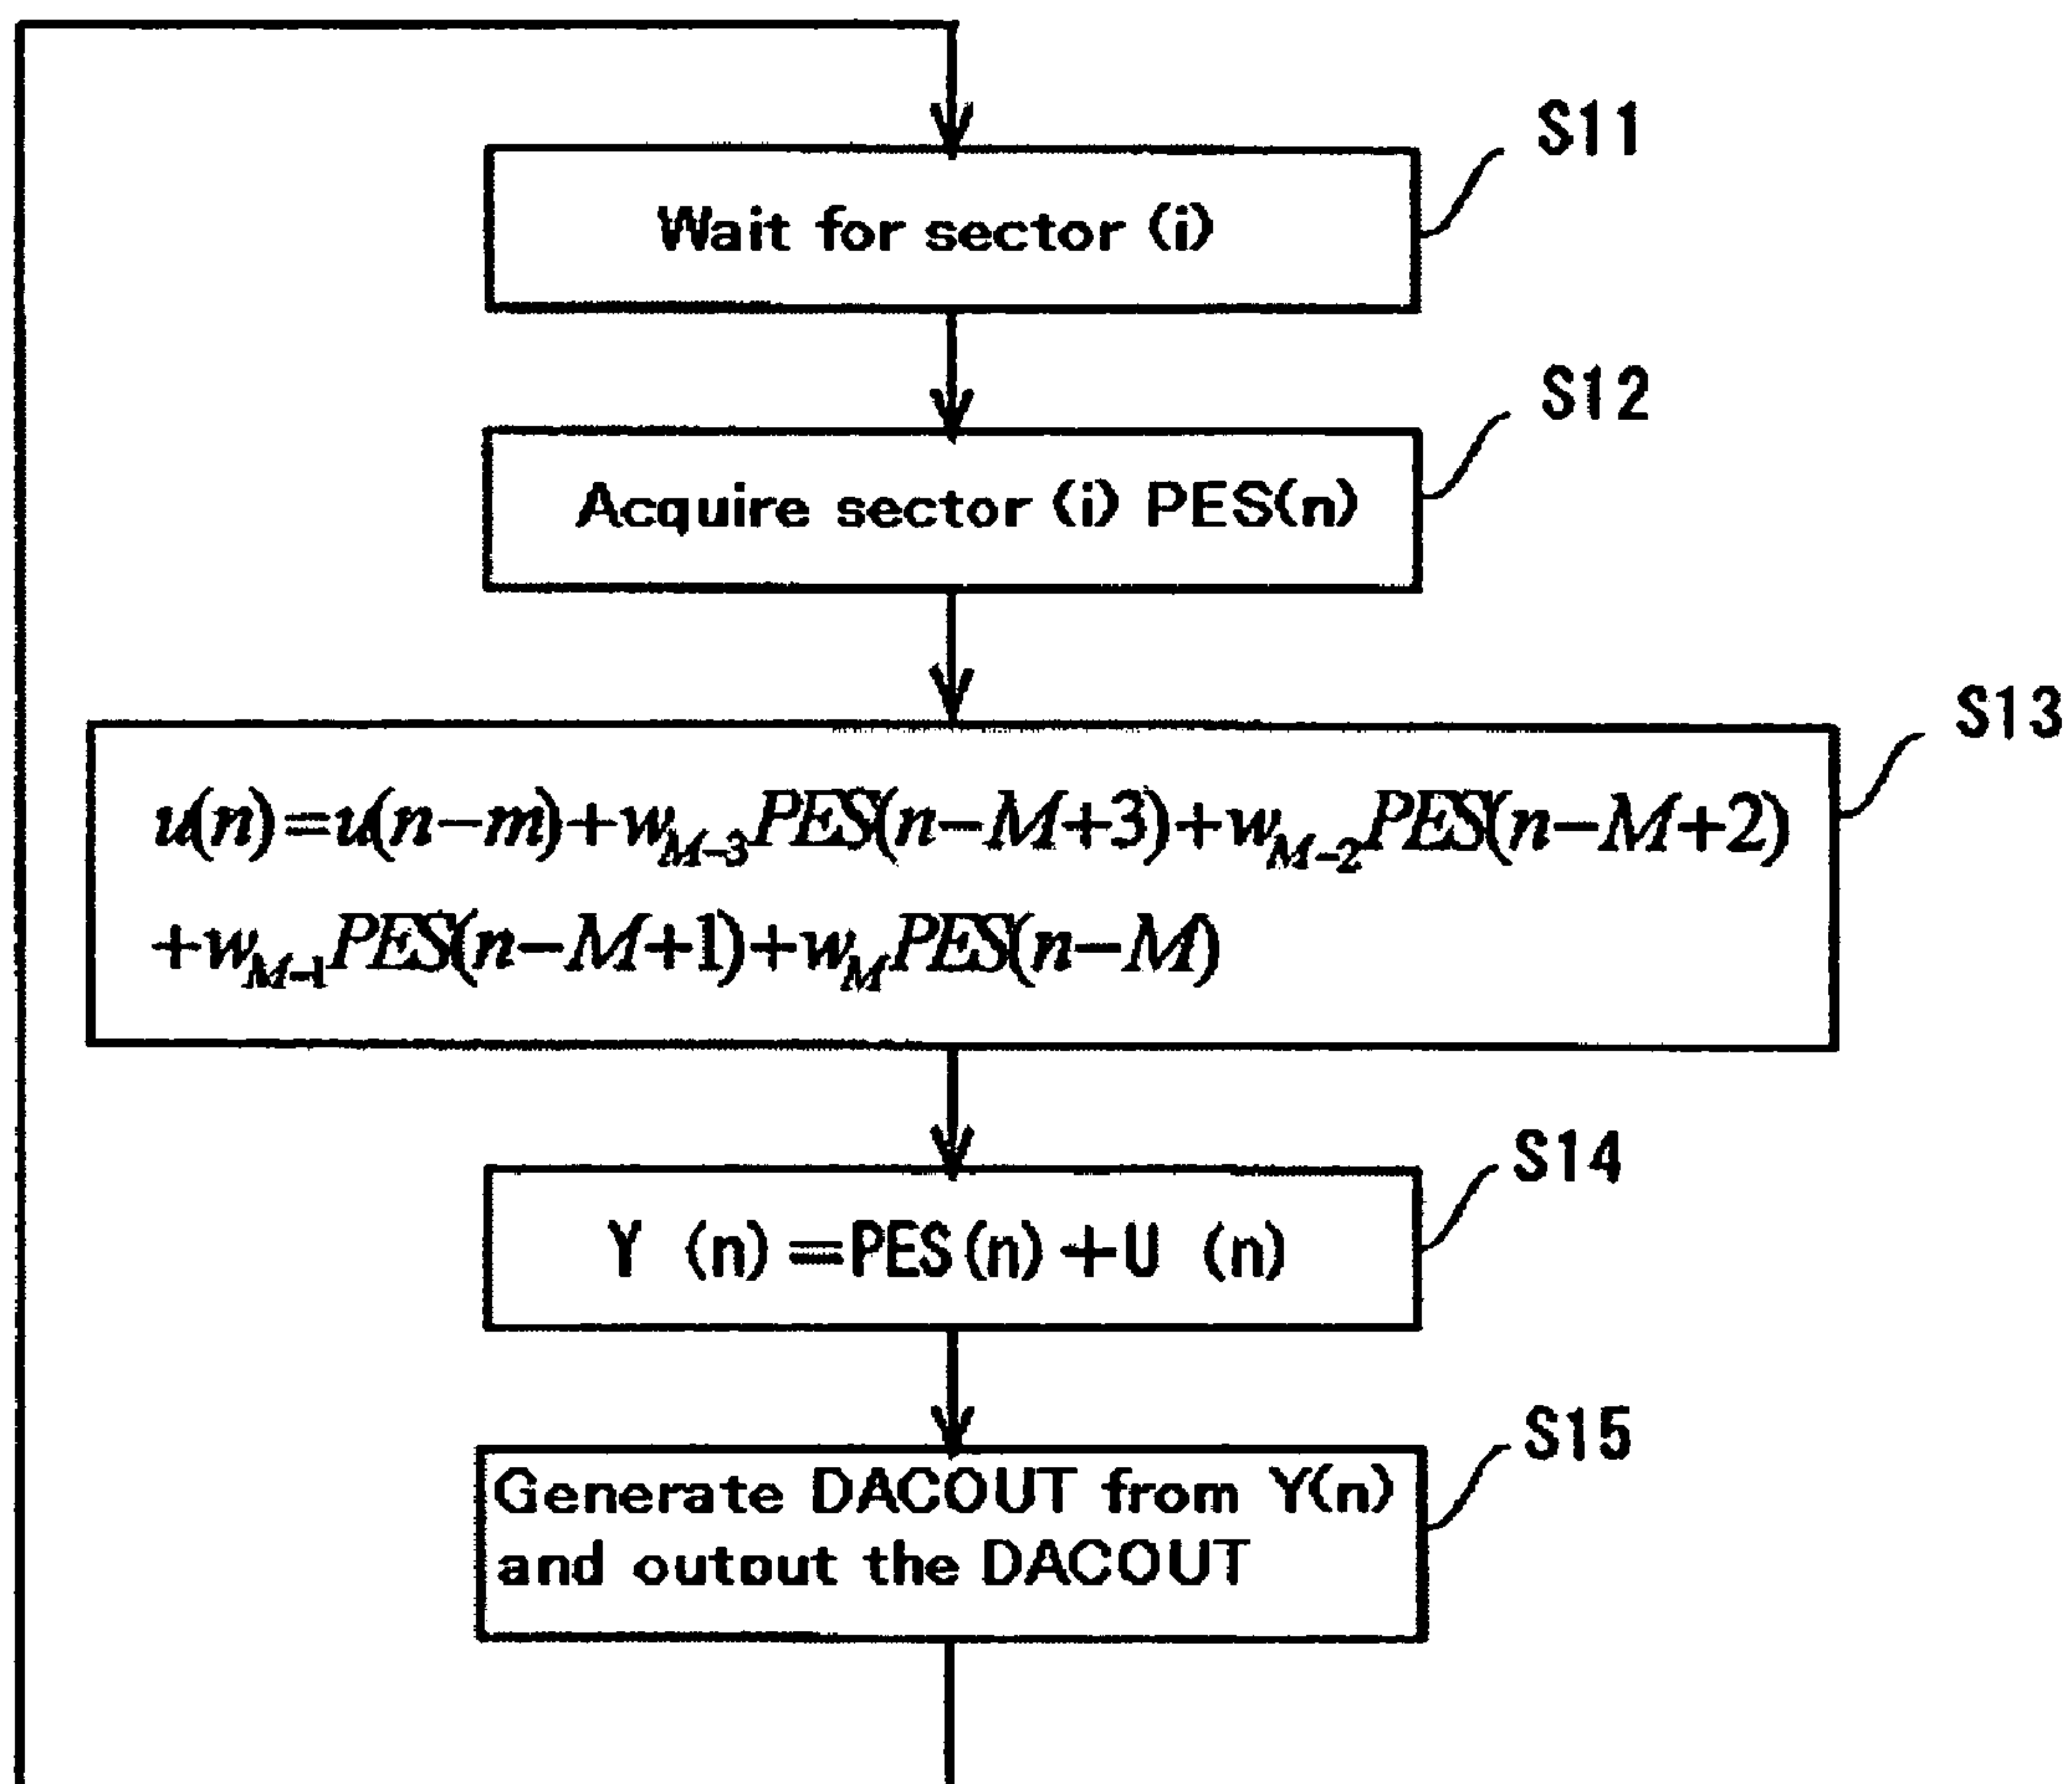 S11
Wait for sector (i)
S12
Acquire sector (i) PES(n)
S13
u(n)=u(n-m)+w_{M-3}PES(n-M+3)+w_{M-2}PES(n-M+2)
+w_{M-1}PES(n-M+1)+w_{M}PES(n-M)
S14
Y (n)=PES(n)+U (n)
S15
Generate DACOUT from Y(n)
and outout the DACOUT